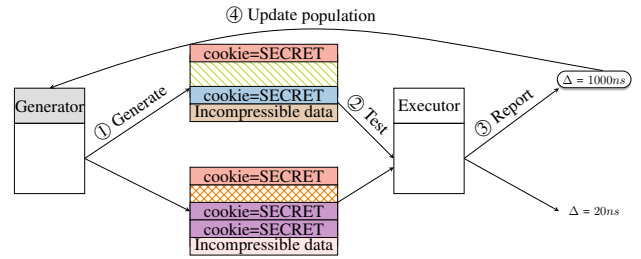 ④ Update population
cookie=SECRET
cookie=SECRET
Incompressible data
Generator
① Generate
② Test
Executor
③ Report
Δ = 1000ns
cookie=SECRET
cookie=SECRET
cookie=SECRET
Incompressible data
Δ = 20ns